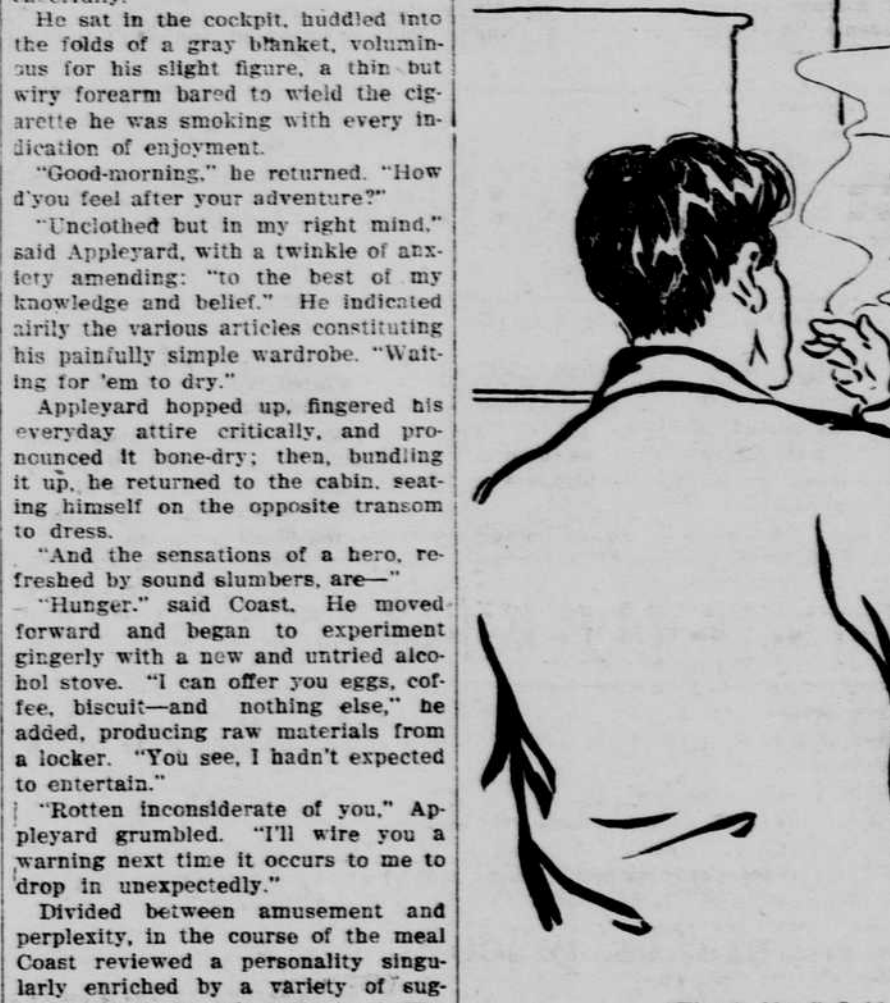 He sat in the cockpit, huddled into
the folds of a gray blanket, volumin-
ous for his slight figure, a thin but
wiry forearm bared to wield the cig-
arette he was smoking with every in-
dication of enjoyment.
"Good-morning," he returned. "How
d'you feel after your adventure?"
"Unclothed but in my right mind,"
said Appleyard, with a twinkle of anx-
iety amending: "to the best of my
knowledge and belief." He indicated
airily the various articles constituting
his painfully simple wardrobe. "Wait-
ing for 'em to dry."
Appleyard hopped up, fingered his
everyday attire critically, and pro-
nounced it bone-dry; then, bundling
it up, he returned to the cabin, seat-
ing himself on the opposite transom
to dress.
"And the sensations of a hero, re-
freshed by sound slumbers, are—"
"Hunger." said Coast. He moved
forward and began to experiment
gingerly with a new and untried alco-
hol stove. "I can offer you eggs, cof-
fee, biscuit—and nothing else," he
added, producing raw materials from
a locker. "You see, I hadn't expected
to entertain."
"Rotten inconsiderate of you," Ap-
pleyard grumbled. "I'll wire you a
warning next time it occurs to me to
drop in unexpectedly."
Divided between amusement and
perplexity, in the course of the meal
Coast reviewed a personality singu-
larly enriched by a variety of sug-